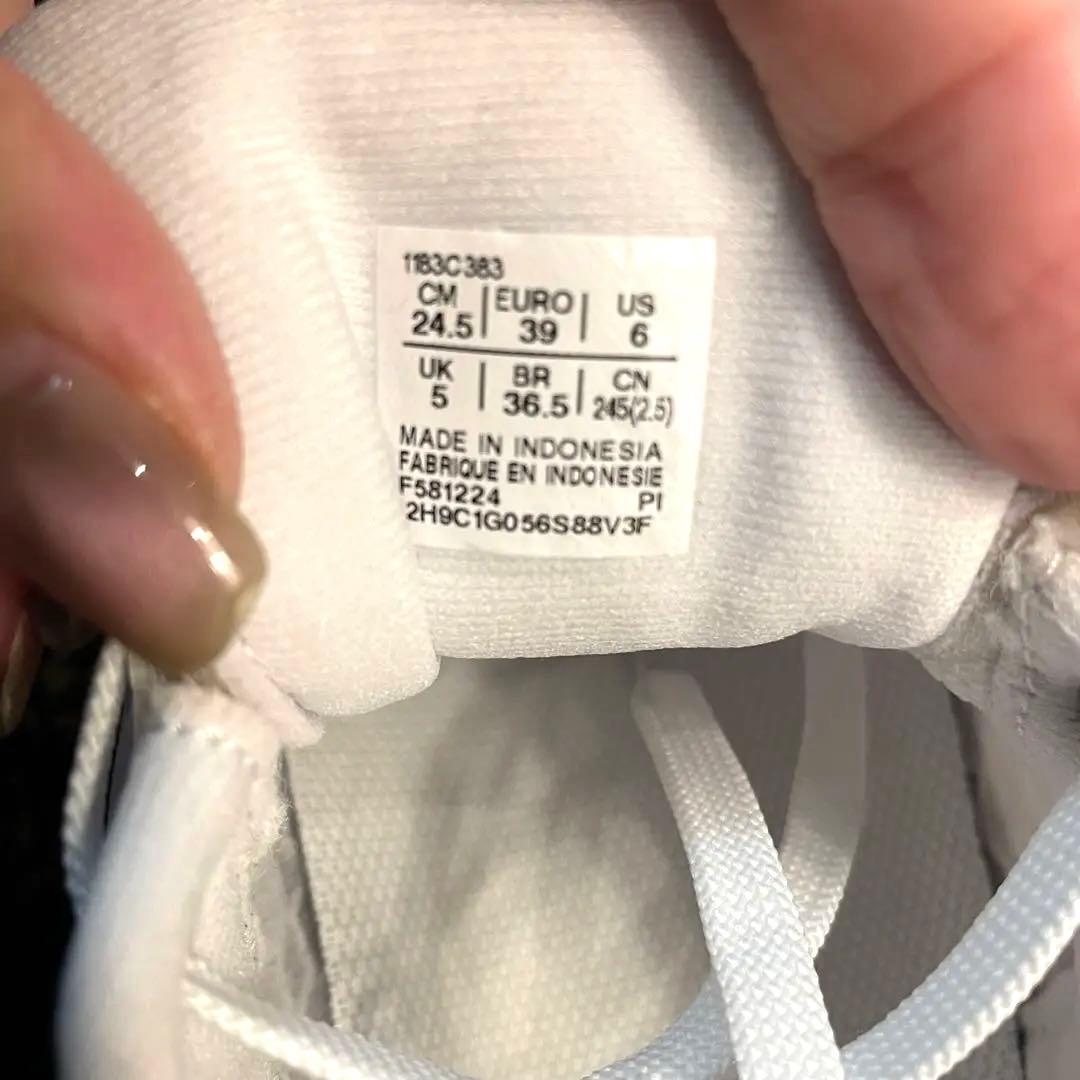 1183C383
CM | EURO | US
24.5 | 39 | 6
UK | BR | CN
5 | 36.5 | 245(2.5)
MADE IN INDONESIA
FABRIQUE EN INDONESIE
F581224 PI
2H9C1G056S88V3F